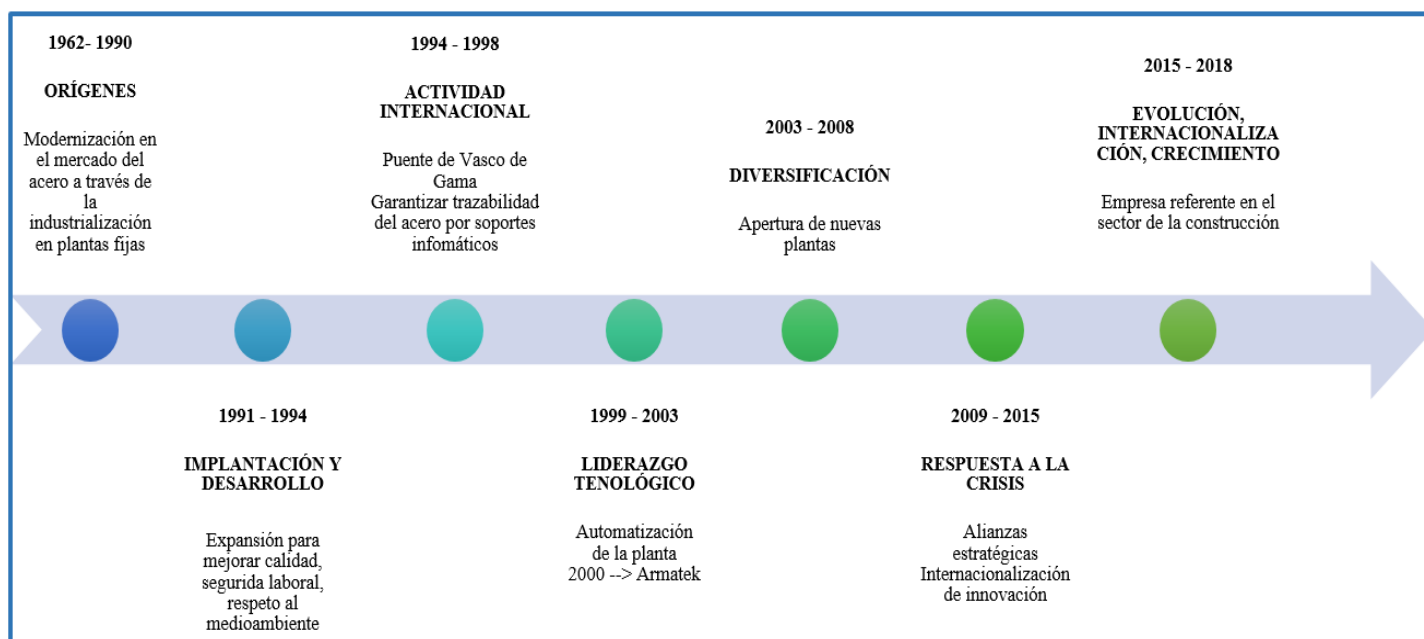 1962- 1990
ORÍGENES
Modernización en
el mercado del
acero a través de
la
industrialización
en plantas fijas
1991 - 1994
IMPLANTACIÓN Y
DESARROLLO
Expansión para
mejorar calidad,
segurida laboral,
respeto al
medioambiente
1994 - 1998
ACTIVIDAD
INTERNACIONAL
Puente de Vasco de
Gama
Garantizar trazabilidad
del acero por soportes
infomáticos
1999 - 2003
LIDERAZGO
TENOLÓGICO
Automatización
de la planta
2000 --> Armatek
2003 - 2008
DIVERSIFICACIÓN
Apertura de nuevas
plantas
2009 - 2015
RESPUESTA A LA
CRISIS
Alianzas
estratégicas
Internacionalización
de innovación
2015 - 2018
EVOLUCIÓN,
INTERNACIONALIZA
CIÓN, CRECIMIENTO
Empresa referente en el
sector de la construcción